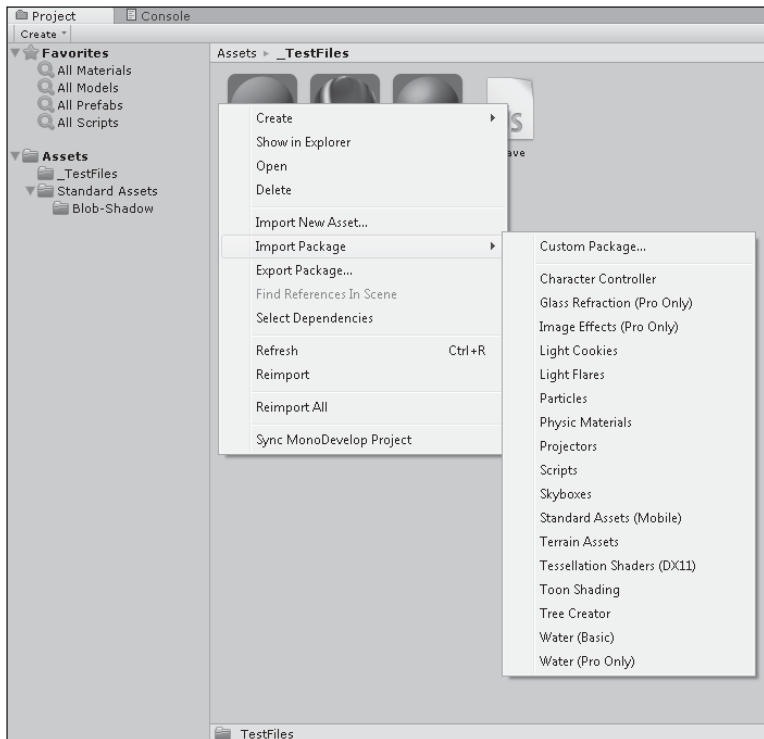 Project
Console
Create
Favorites
All Materials
All Models
All Prefabs
All Scripts
Assets
_TestFiles
Standard Assets
Blob-Shadow
Assets
_TestFiles
S
ave
Create
Show in Explorer
Open
Delete
Import New Asset...
Import Package
Export Package...
Find References In Scene
Select Dependencies
Refresh Ctrl+R
Reimport
Reimport All
Sync MonoDevelop Project
Custom Package...
Character Controller
Glass Refraction (Pro Only)
Image Effects (Pro Only)
Light Cookies
Light Flares
Particles
Physic Materials
Projectors
Scripts
Skyboxes
Standard Assets (Mobile)
Terrain Assets
Tessellation Shaders (DX11)
Toon Shading
Tree Creator
Water (Basic)
Water (Pro Only)
_TestFiles